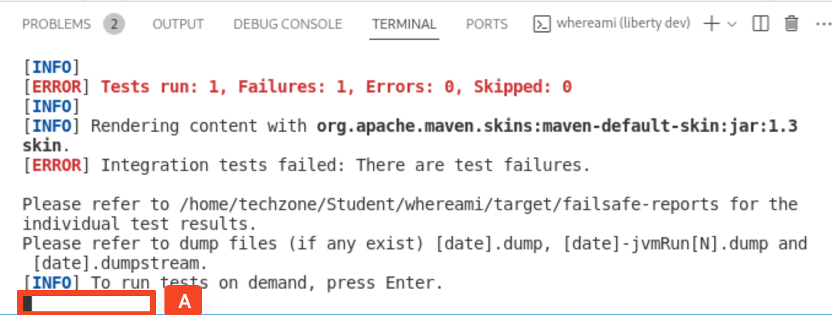 PROBLEMS 2 OUTPUT DEBUG CONSOLE TERMINAL PORTS whereami (liberty dev)
[INFO]
[ERROR] Tests run: 1, Failures: 1, Errors: 0, Skipped: 0
[INFO]
[INFO] Rendering content with org.apache.maven.skins:maven-default-skin:jar:1.3
skin.
[ERROR] Integration tests failed: There are test failures.
Please refer to /home/techzone/Student/whereami/target/failsafe-reports for the
individual test results.
Please refer to dump files (if any exist) [date].dump, [date]-jvmRun[N].dump and
[date].dumpstream.
[INFO] To run tests on demand, press Enter.
A